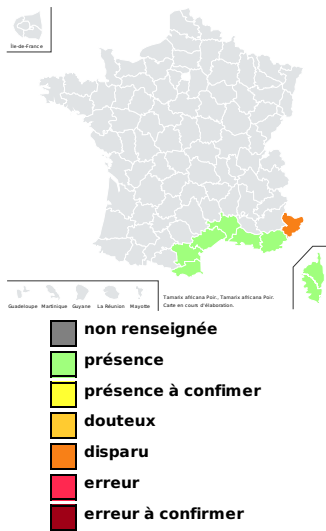 Île-de-France
Guadeloupe Martinique Guyane La Réunion Mayotte
Tamarix africana Poir., Tamarix africana Poir.
Carte en cours d'élaboration.
non renseignée
présence
présence à confimer
douteux
disparu
erreur
erreur à confirmer